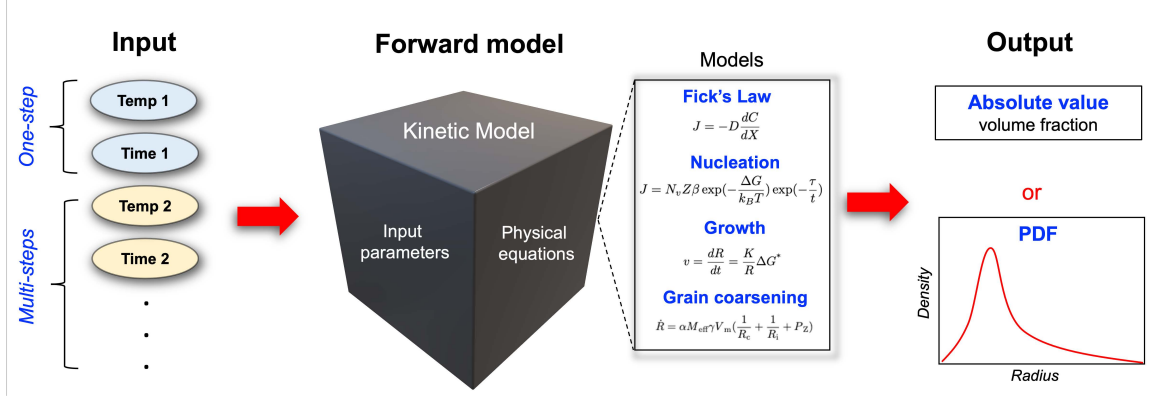 Input
One-step
Temp 1
Time 1
Multi-steps
Temp 2
Time 2
Forward model
Kinetic Model
Input
parameters
Physical
equations
Models
Fick's Law
J = −D dC/dX
Nucleation
J = N_v Zβ exp(−ΔG/k_B T) exp(−τ/t)
Growth
v = dR/dt = K/R ΔG*
Grain coarsening
Ṙ = αM_eff γV_m(1/R_c + 1/R_i + P_Z)
Output
Absolute value
volume fraction
or
PDF
Density
Radius